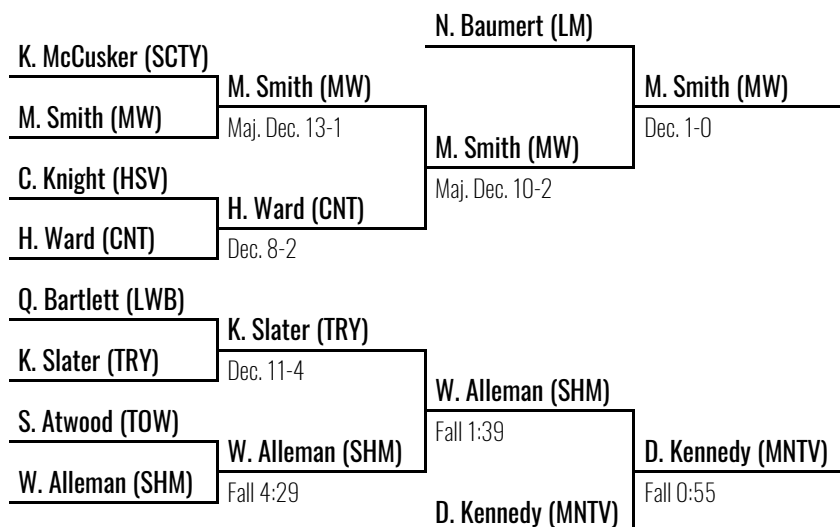 N. Baumert (LM)
K. McCusker (SCTY)
M. Smith (MW)
M. Smith (MW)
M. Smith (MW)
Maj. Dec. 13-1
Dec. 1-0
M. Smith (MW)
C. Knight (HSV)
Maj. Dec. 10-2
H. Ward (CNT)
H. Ward (CNT)
Dec. 8-2
Q. Bartlett (LWB)
K. Slater (TRY)
K. Slater (TRY)
Dec. 11-4
W. Alleman (SHM)
S. Atwood (TOW)
Fall 1:39
W. Alleman (SHM)
D. Kennedy (MNTV)
W. Alleman (SHM)
Fall 4:29
Fall 0:55
D. Kennedy (MNTV)